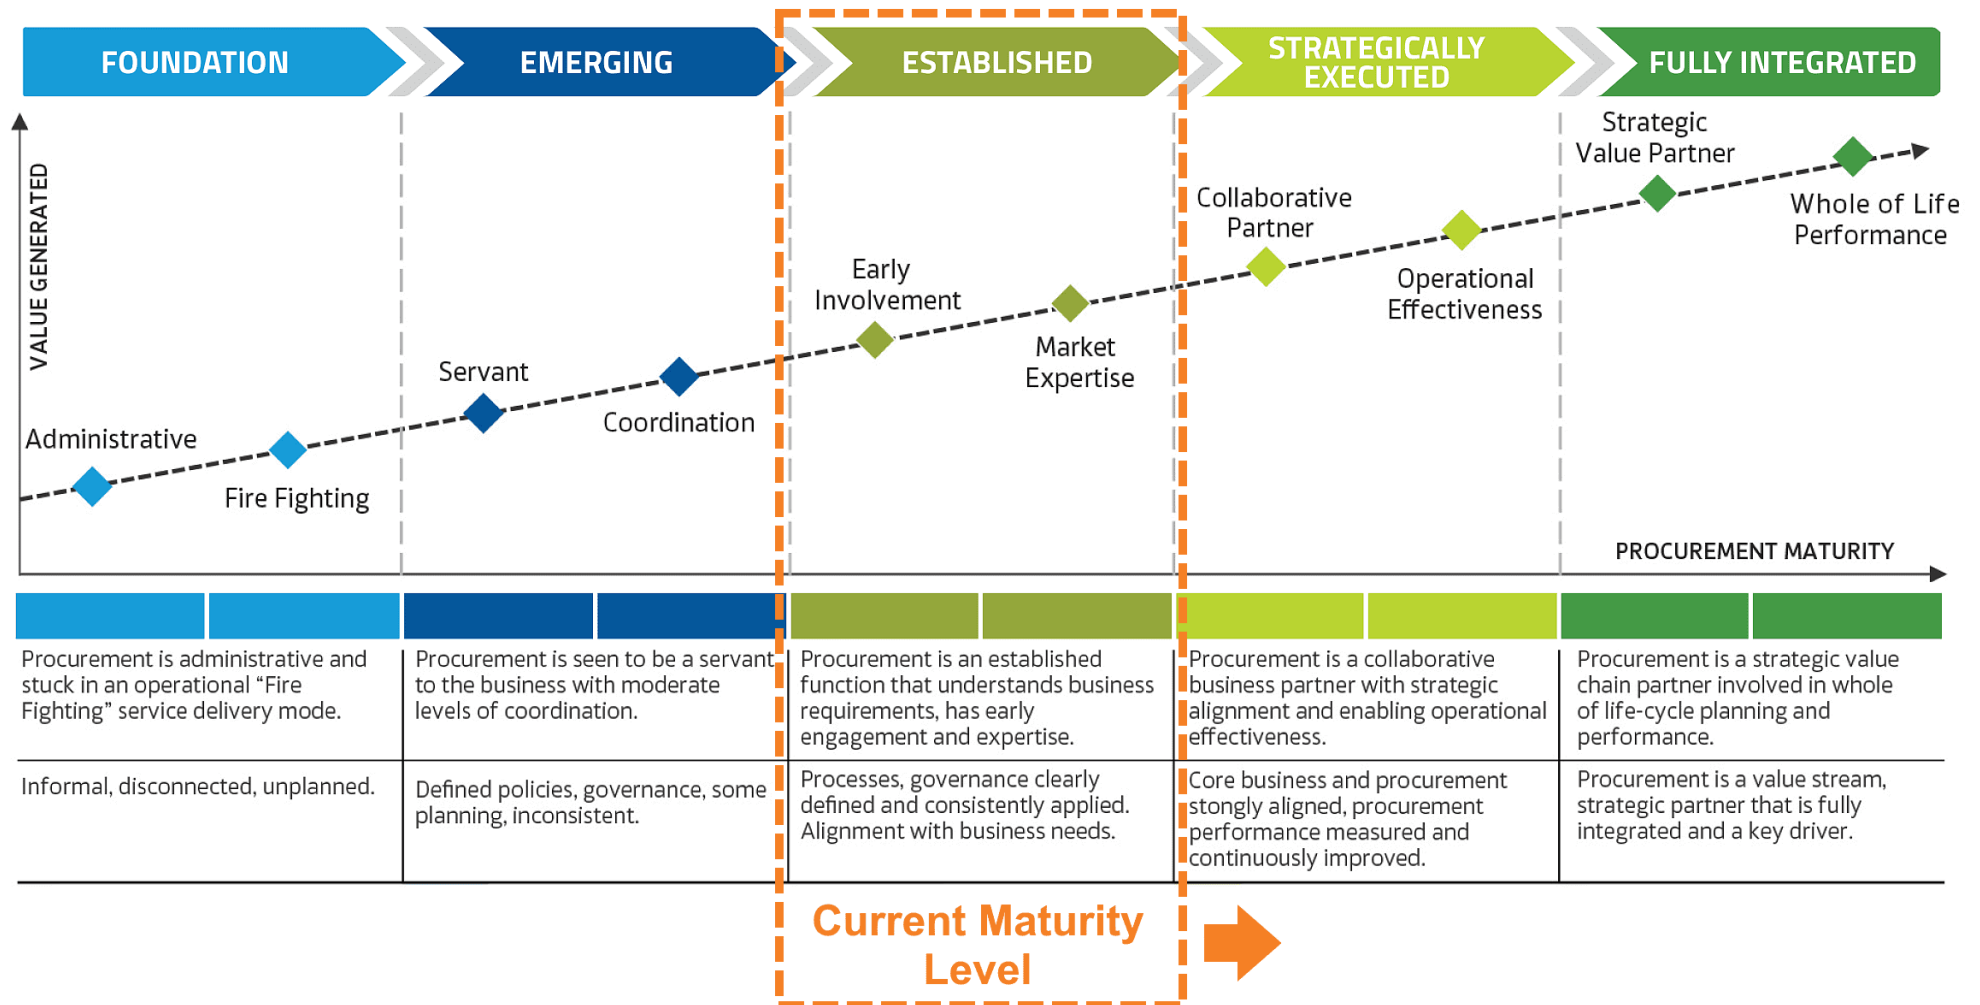 FOUNDATION
EMERGING
ESTABLISHED
STRATEGICALLY
EXECUTED
FULLY INTEGRATED
VALUE GENERATED
Administrative
Fire Fighting
Servant
Coordination
Early
Involvement
Market
Expertise
Collaborative
Partner
Operational
Effectiveness
Strategic
Value Partner
Whole of Life
Performance
PROCUREMENT MATURITY
Procurement is administrative and
stuck in an operational “Fire
Fighting” service delivery mode.
Procurement is seen to be a servant
to the business with moderate
levels of coordination.
Procurement is an established
function that understands business
requirements, has early
engagement and expertise.
Procurement is a collaborative
business partner with strategic
alignment and enabling operational
effectiveness.
Procurement is a strategic value
chain partner involved in whole
of life-cycle planning and
performance.
Informal, disconnected, unplanned.
Defined policies, governance, some
planning, inconsistent.
Processes, governance clearly
defined and consistently applied.
Alignment with business needs.
Core business and procurement
stongly aligned, procurement
performance measured and
continuously improved.
Procurement is a value stream,
strategic partner that is fully
integrated and a key driver.
Current Maturity
Level